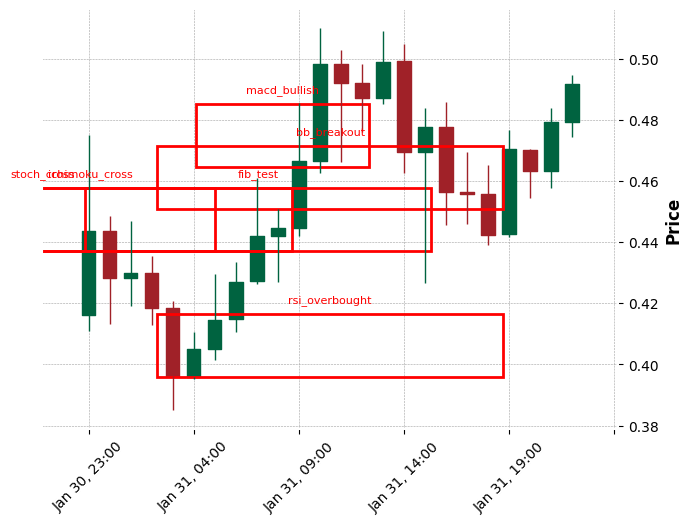 macd_bullish
bb_breakout
stoch_cross
ichimoku_cross
fib_test
rsi_overbought
0.50
0.48
0.46
0.44
0.42
0.40
0.38
Price
Jan 30, 23:00
Jan 31, 04:00
Jan 31, 09:00
Jan 31, 14:00
Jan 31, 19:00